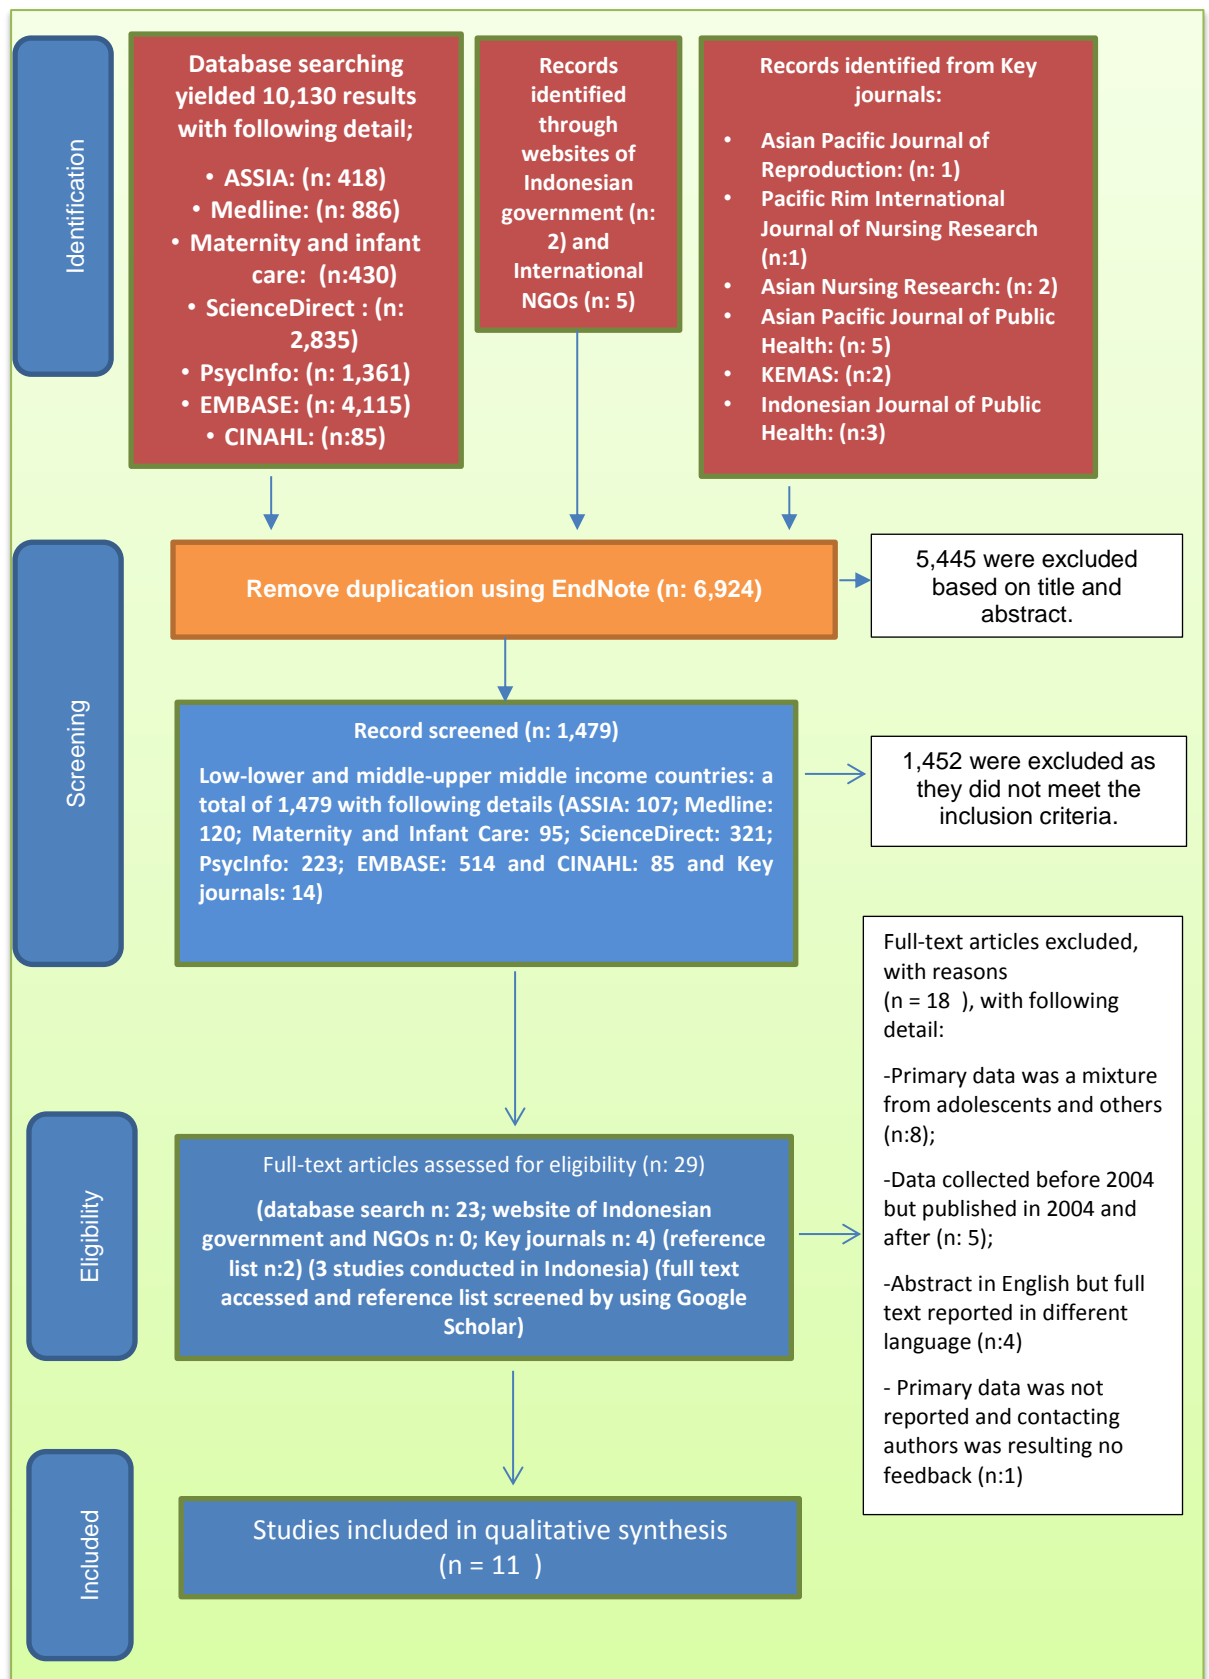 Identification
Database searching
yielded 10,130 results
with following detail;
• ASSIA: (n: 418)
• Medline: (n: 886)
• Maternity and infant
care: (n:430)
• ScienceDirect : (n:
2,835)
• PsycInfo: (n: 1,361)
• EMBASE: (n: 4,115)
• CINAHL: (n:85)
Records
identified
through
websites of
Indonesian
government (n:
2) and
International
NGOs (n: 5)
Records identified from Key
journals:
• Asian Pacific Journal of
Reproduction: (n: 1)
• Pacific Rim International
Journal of Nursing Research
(n:1)
• Asian Nursing Research: (n: 2)
• Asian Pacific Journal of Public
Health: (n: 5)
• KEMAS: (n:2)
• Indonesian Journal of Public
Health: (n:3)
Screening
Remove duplication using EndNote (n: 6,924)
5,445 were excluded
based on title and
abstract.
Record screened (n: 1,479)
Low-lower and middle-upper middle income countries: a
total of 1,479 with following details (ASSIA: 107; Medline:
120; Maternity and Infant Care: 95; ScienceDirect: 321;
PsycInfo: 223; EMBASE: 514 and CINAHL: 85 and Key
journals: 14)
1,452 were excluded as
they did not meet the
inclusion criteria.
Eligibility
Full-text articles assessed for eligibility (n: 29)
(database search n: 23; website of Indonesian
government and NGOs n: 0; Key journals n: 4) (reference
list n:2) (3 studies conducted in Indonesia) (full text
accessed and reference list screened by using Google
Scholar)
Full-text articles excluded,
with reasons
(n = 18  ), with following
detail:
-Primary data was a mixture
from adolescents and others
(n:8);
-Data collected before 2004
but published in 2004 and
after (n: 5);
-Abstract in English but full
text reported in different
language (n:4)
- Primary data was not
reported and contacting
authors was resulting no
feedback (n:1)
Included
Studies included in qualitative synthesis
(n = 11  )